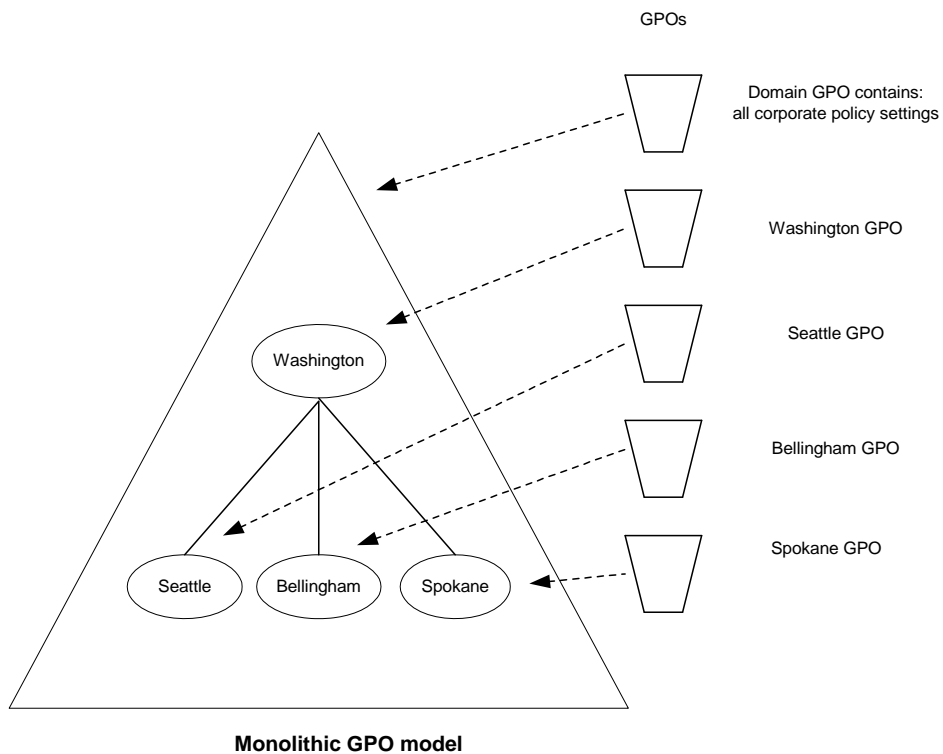 GPOs
Domain GPO contains:
all corporate policy settings
Washington GPO
Seattle GPO
Washington
Bellingham GPO
Spokane GPO
Seattle
Bellingham
Spokane
Monolithic GPO model